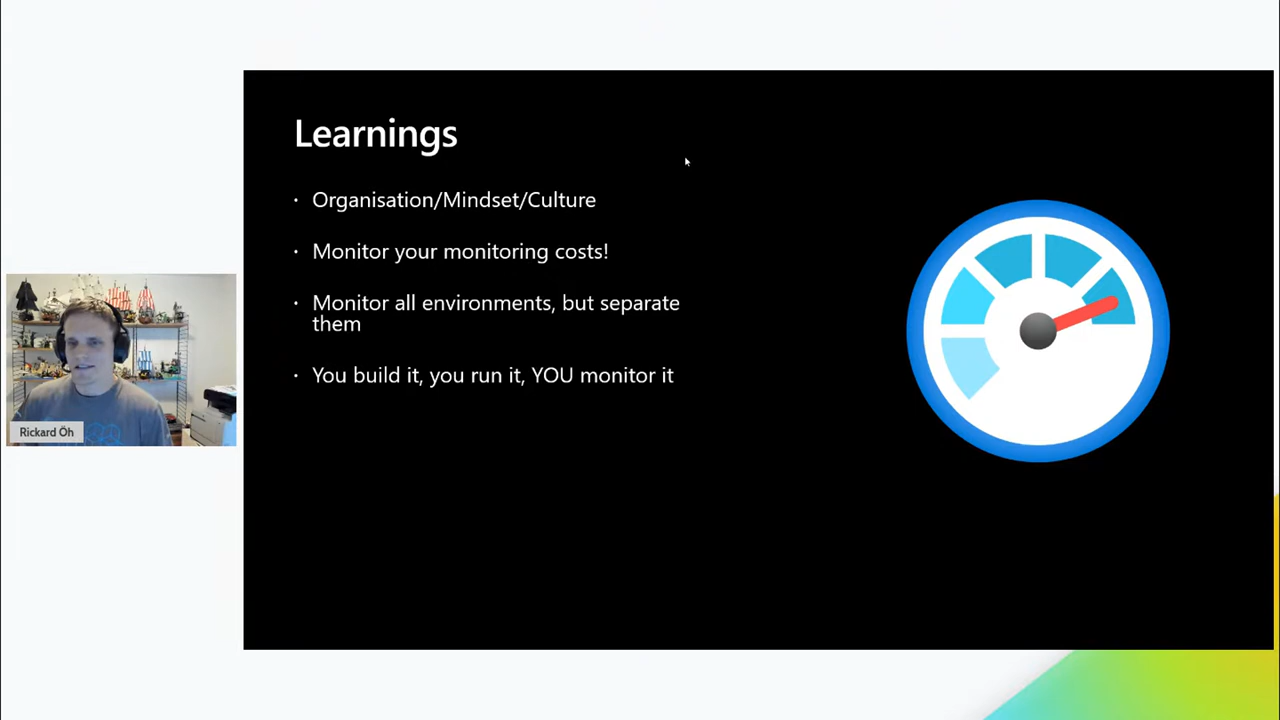 Learnings
• Organisation/Mindset/Culture
• Monitor your monitoring costs!
• Monitor all environments, but separate
them
• You build it, you run it, YOU monitor it
Rickard Öh